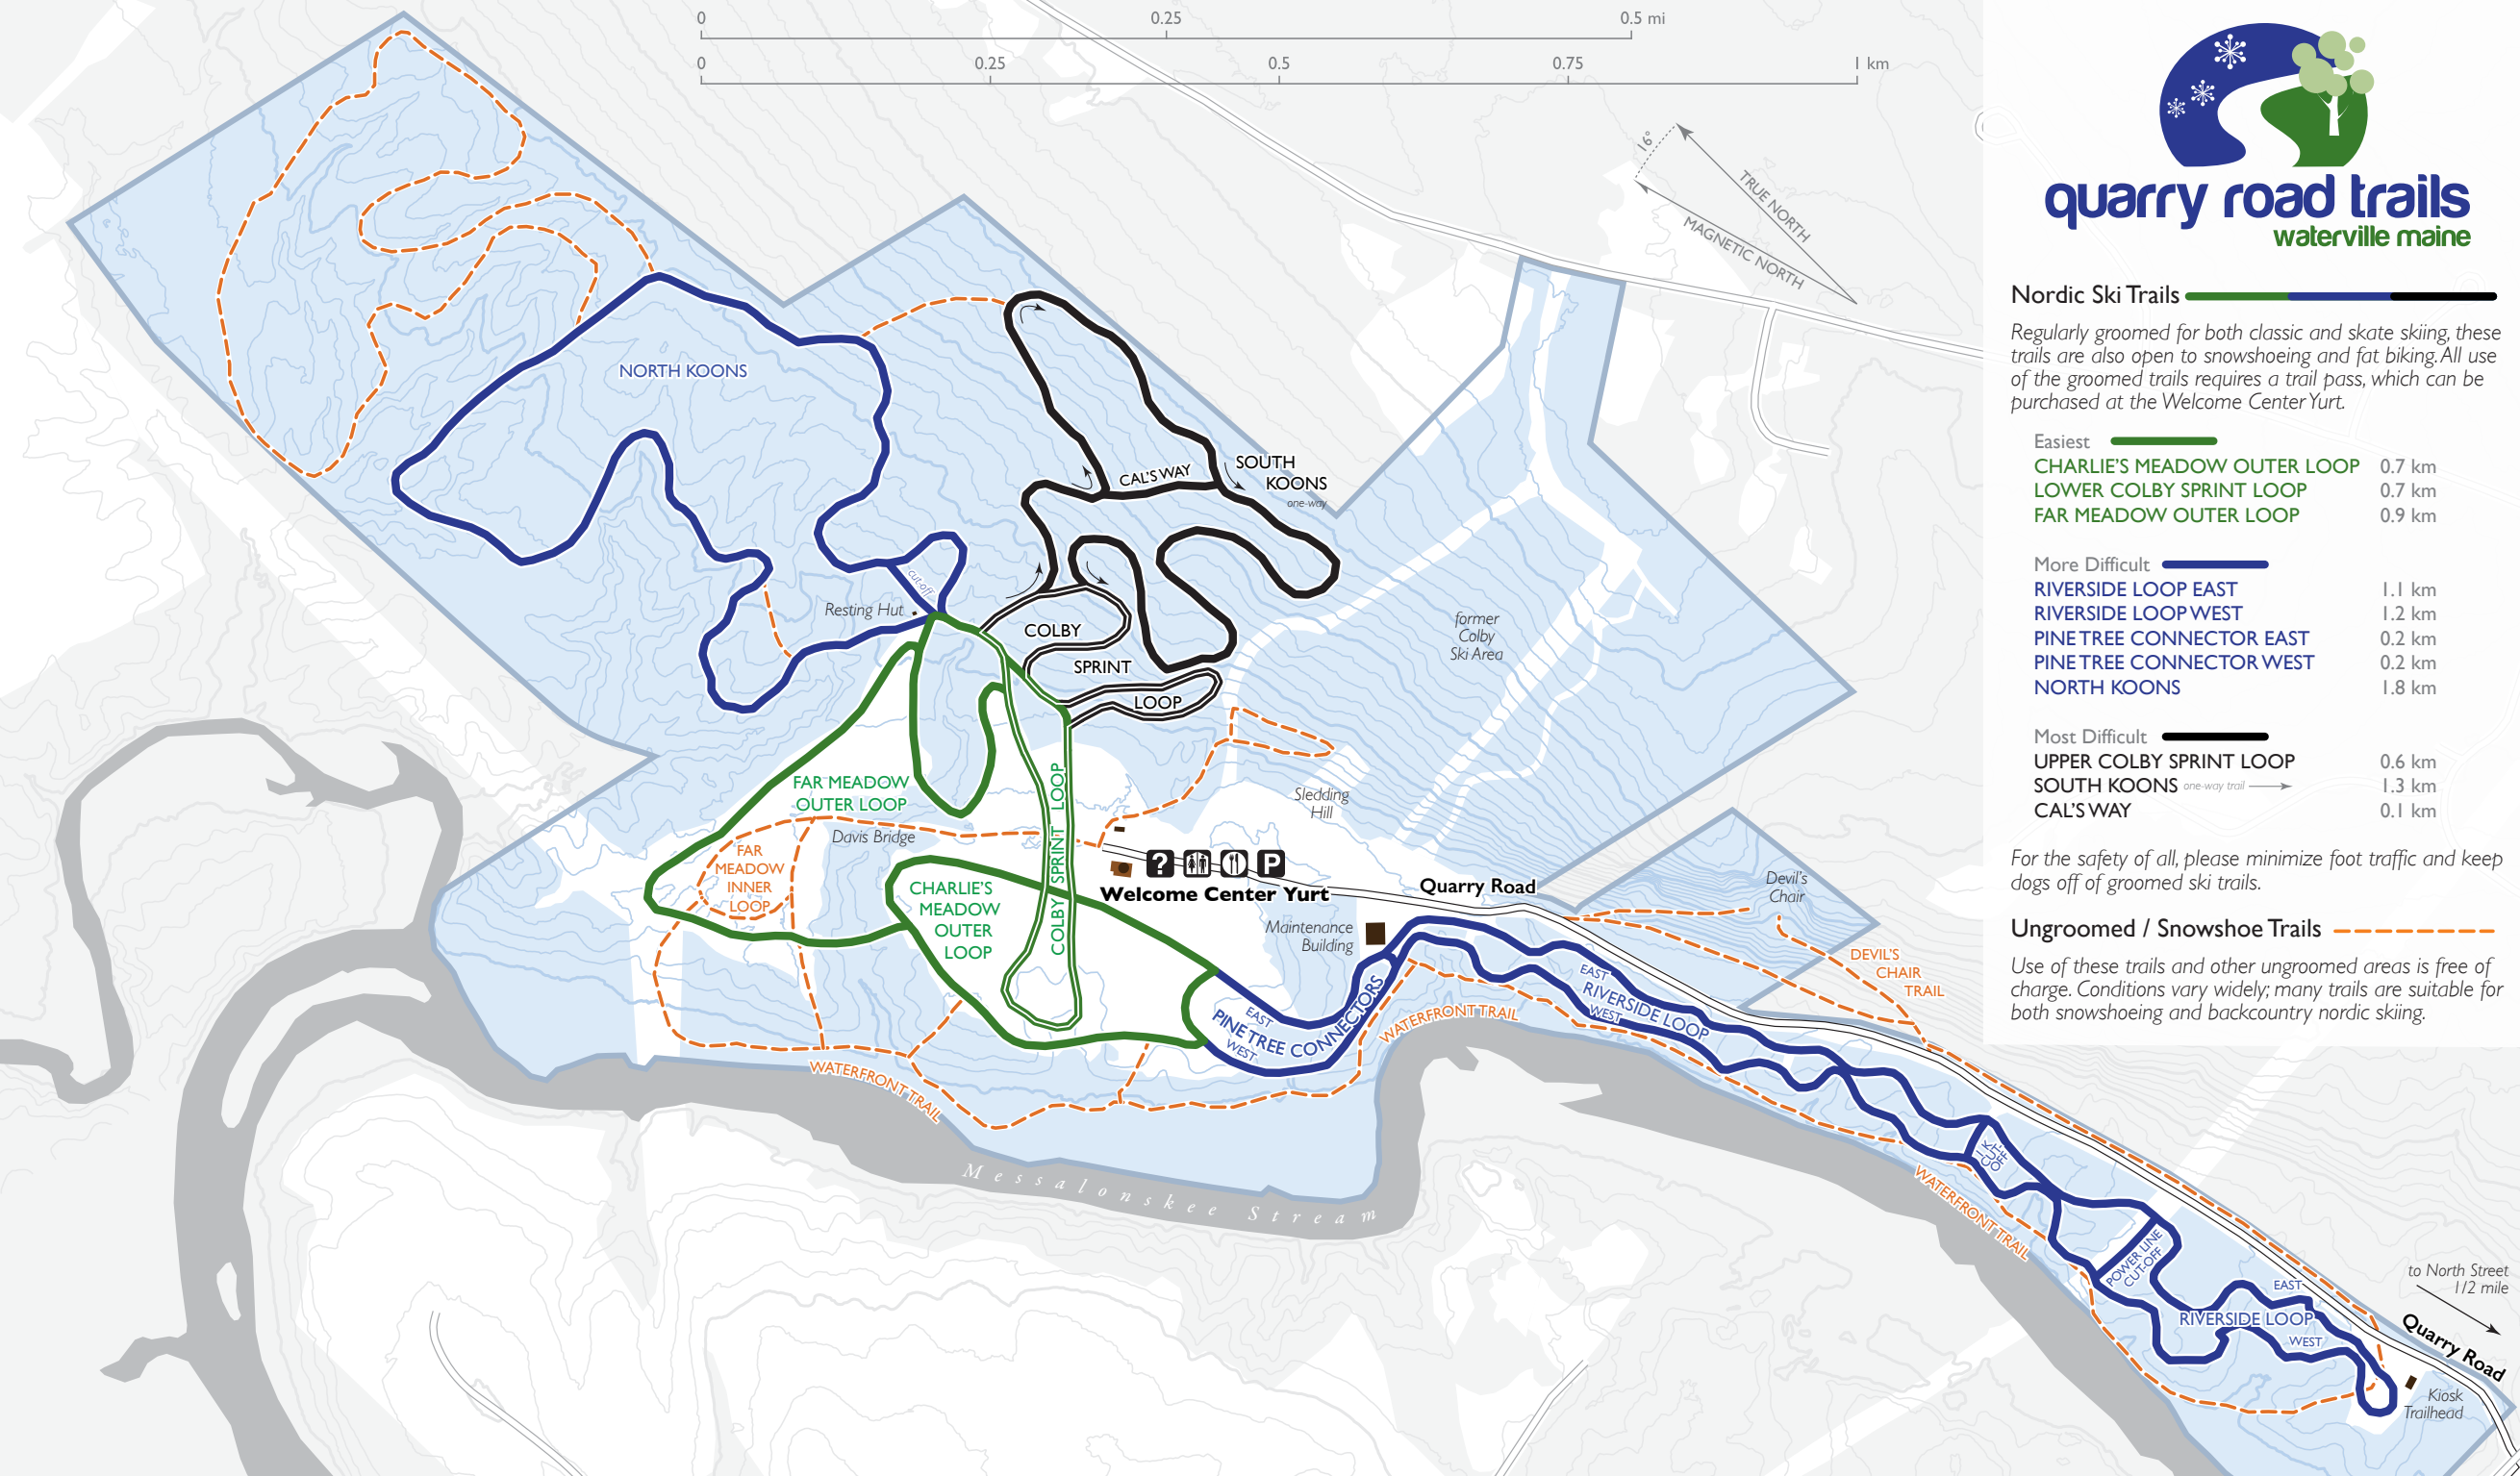 0 0.25 0.5 mi
0 0.25 0.5 0.75 1 km
16°
TRUE NORTH
MAGNETIC NORTH
NORTH KOONS
CAL'S WAY
SOUTH
KOONS
one-way
cut-off
Resting Hut
COLBY
SPRINT
LOOP
former
Colby
Ski Area
FAR MEADOW
OUTER LOOP
COLBY SPRINT LOOP
Sledding
Hill
Davis Bridge
FAR
MEADOW
INNER
LOOP
CHARLIE'S
MEADOW
OUTER
LOOP
?
P
Welcome Center Yurt
Quarry Road
Maintenance
Building
Devil's
Chair
DEVIL'S
CHAIR
TRAIL
EAST
PINE TREE CONNECTORS
WEST
WATERFRONT TRAIL
EAST
RIVERSIDE LOOP
WEST
WATERFRONT TRAIL
Messalonskee Stream
1K
CUT-
OFF
WATERFRONT TRAIL
POWER LINE
CUT-OFF
EAST
RIVERSIDE LOOP
WEST
to North Street
1/2 mile
Quarry Road
Kiosk
Trailhead
quarry road trails
waterville maine
Nordic Ski Trails
Regularly groomed for both classic and skate skiing, these
trails are also open to snowshoeing and fat biking. All use
of the groomed trails requires a trail pass, which can be
purchased at the Welcome Center Yurt.
Easiest
CHARLIE'S MEADOW OUTER LOOP 0.7 km
LOWER COLBY SPRINT LOOP 0.7 km
FAR MEADOW OUTER LOOP 0.9 km
More Difficult
RIVERSIDE LOOP EAST 1.1 km
RIVERSIDE LOOP WEST 1.2 km
PINE TREE CONNECTOR EAST 0.2 km
PINE TREE CONNECTOR WEST 0.2 km
NORTH KOONS 1.8 km
Most Difficult
UPPER COLBY SPRINT LOOP 0.6 km
SOUTH KOONS one-way trail 1.3 km
CAL'S WAY 0.1 km
For the safety of all, please minimize foot traffic and keep
dogs off of groomed ski trails.
Ungroomed / Snowshoe Trails
Use of these trails and other ungroomed areas is free of
charge. Conditions vary widely; many trails are suitable for
both snowshoeing and backcountry nordic skiing.